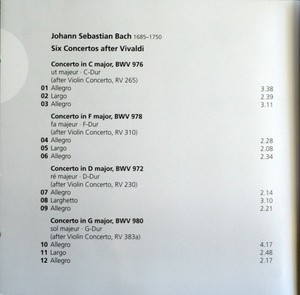 Johann Sebastian Bach 1685–1750
Six Concertos after Vivaldi
Concerto in C major, BWV 976
ut majeur · C-Dur
(after Violin Concerto, RV 265)
01 Allegro 3.38
02 Largo 2.39
03 Allegro 3.11
Concerto in F major, BWV 978
fa majeur · F-Dur
(after Violin Concerto, RV 310)
04 Allegro 2.28
05 Largo 2.08
06 Allegro 2.34
Concerto in D major, BWV 972
ré majeur · D-Dur
(after Violin Concerto, RV 230)
07 Allegro 2.14
08 Larghetto 3.10
09 Allegro 2.21
Concerto in G major, BWV 980
sol majeur · G-Dur
(after Violin Concerto, RV 383a)
10 Allegro 4.17
11 Largo 2.48
12 Allegro 2.17